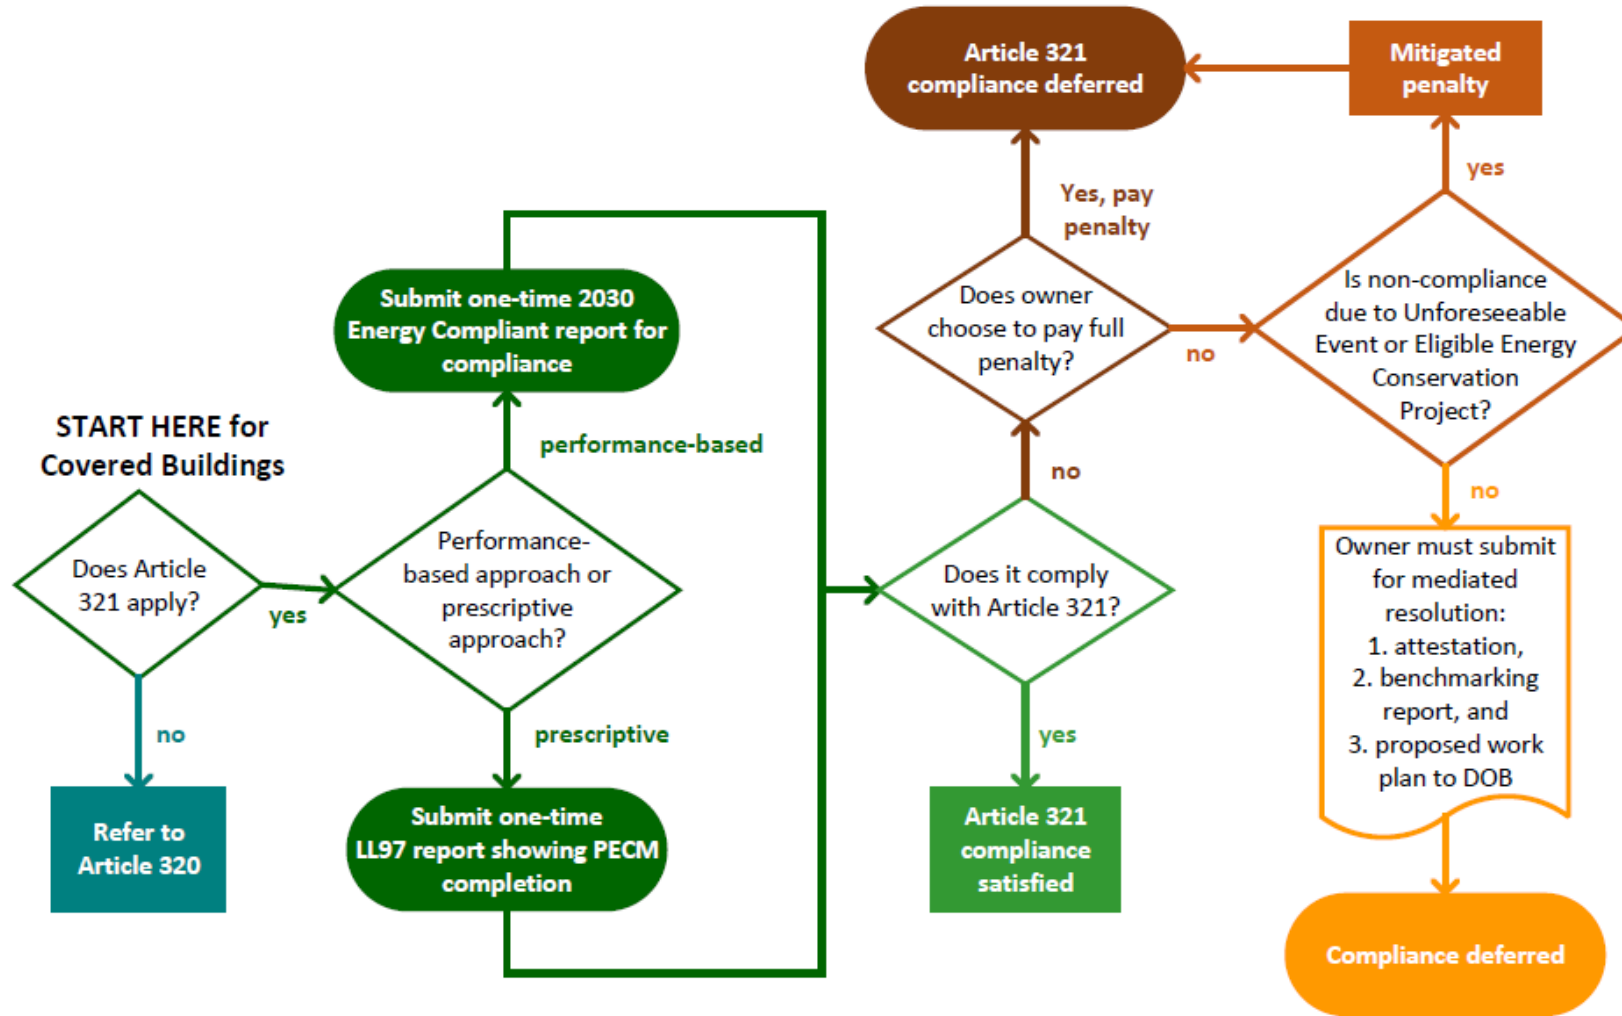 START HERE for
Covered Buildings
Does Article
321 apply?
yes
no
Refer to
Article 320
Performance-
based approach or
prescriptive
approach?
performance-based
Submit one-time 2030
Energy Compliant report for
compliance
prescriptive
Submit one-time
LL97 report showing PECM
completion
Does it comply
with Article 321?
yes
Article 321
compliance
satisfied
no
Does owner
choose to pay full
penalty?
Yes, pay
penalty
Article 321
compliance deferred
no
Is non-compliance
due to Unforeseeable
Event or Eligible Energy
Conservation
Project?
yes
Mitigated
penalty
no
Owner must submit
for mediated
resolution:
1. attestation,
2. benchmarking
report, and
3. proposed work
plan to DOB
Compliance deferred